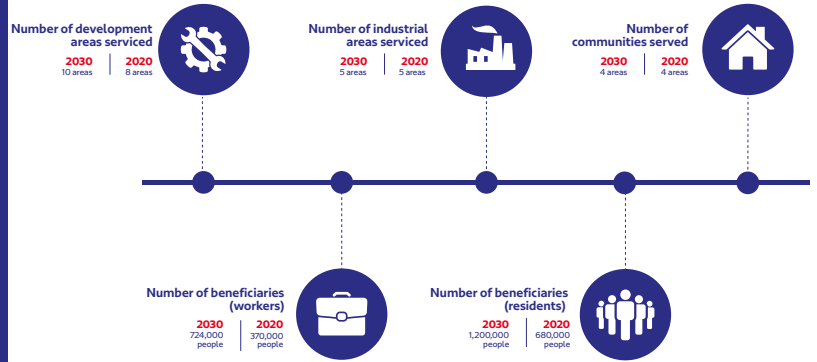 Number of development
areas serviced
2030 2020
10 areas 8 areas
Number of industrial
areas serviced
2030 2020
5 areas 5 areas
Number of
communities served
2030 2020
4 areas 4 areas
Number of beneficiaries
(workers)
2030 2020
724,000 370,000
people people
Number of beneficiaries
(residents)
2030 2020
1,200,000 680,000
people people